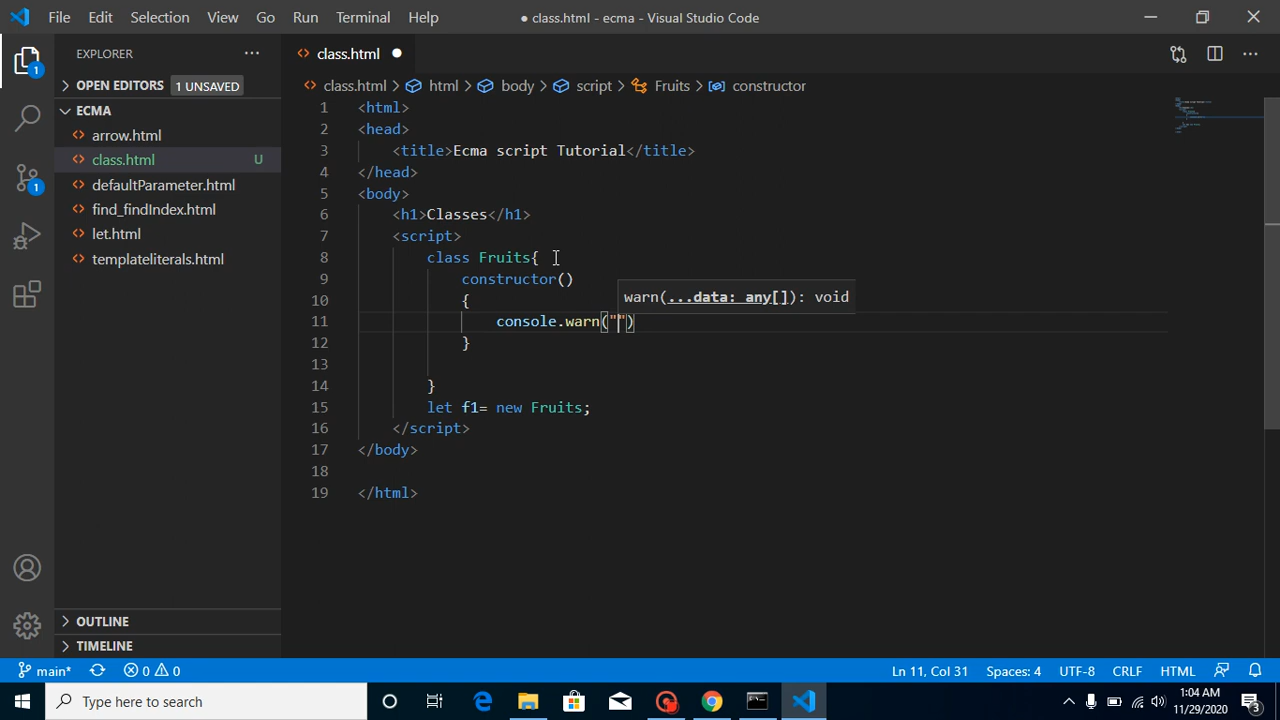 File Edit Selection View Go Run Terminal Help
● class.html - ecma - Visual Studio Code
EXPLORER
OPEN EDITORS 1 UNSAVED
ECMA
arrow.html
class.html U
defaultParameter.html
find_findIndex.html
let.html
templateliterals.html
OUTLINE
TIMELINE
1
1
class.html ●
class.html > html > body > script > Fruits > constructor
1 <html>
2 <head>
3 <title>Ecma script Tutorial</title>
4 </head>
5 <body>
6 <h1>Classes</h1>
7 <script>
8 class Fruits{
9 constructor()
10 {
warn(...data: any[]): void
11 console.warn("")
12 }
13
14 }
15 let f1= new Fruits;
16 </script>
17 </body>
18
19 </html>
main* 0 0 Ln 11, Col 31 Spaces: 4 UTF-8 CRLF HTML
Type here to search
1:04 AM
11/29/2020
3